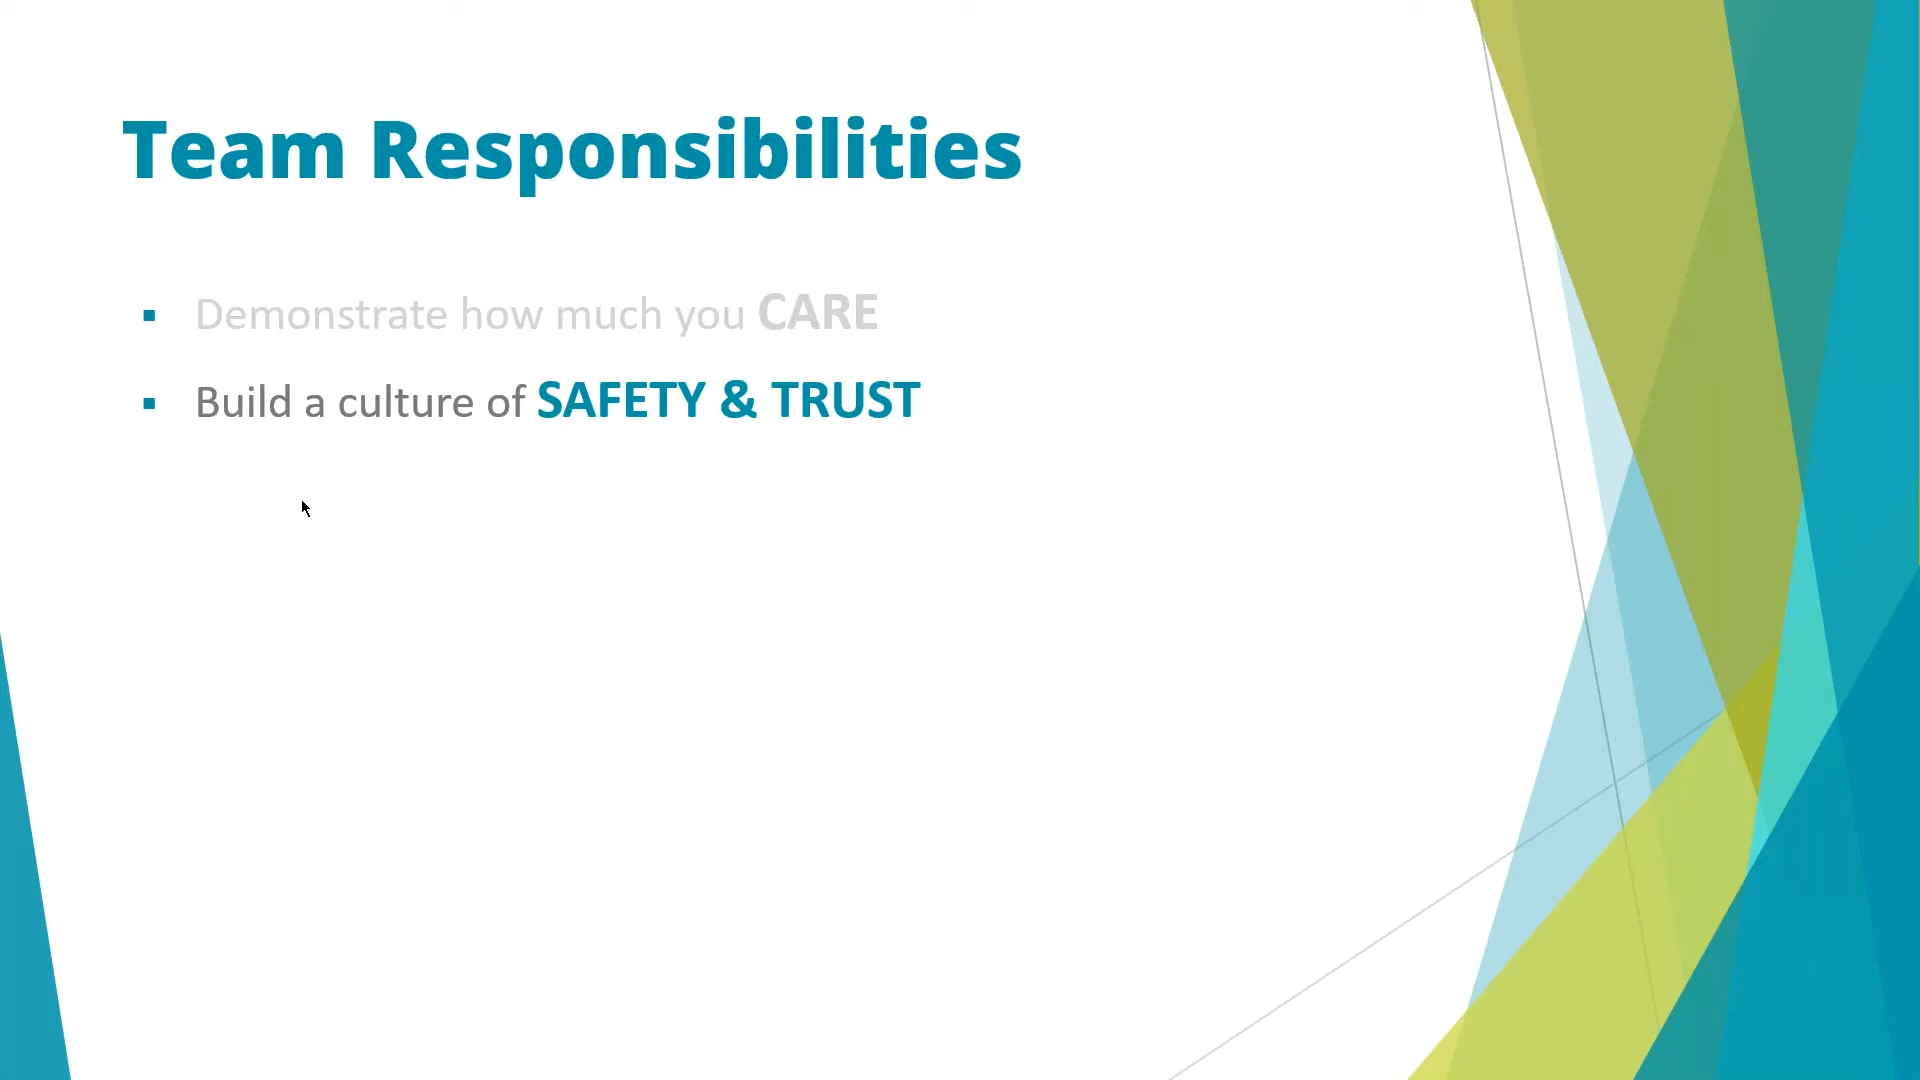 Team Responsibilities
Demonstrate how much you CARE
Build a culture of SAFETY & TRUST